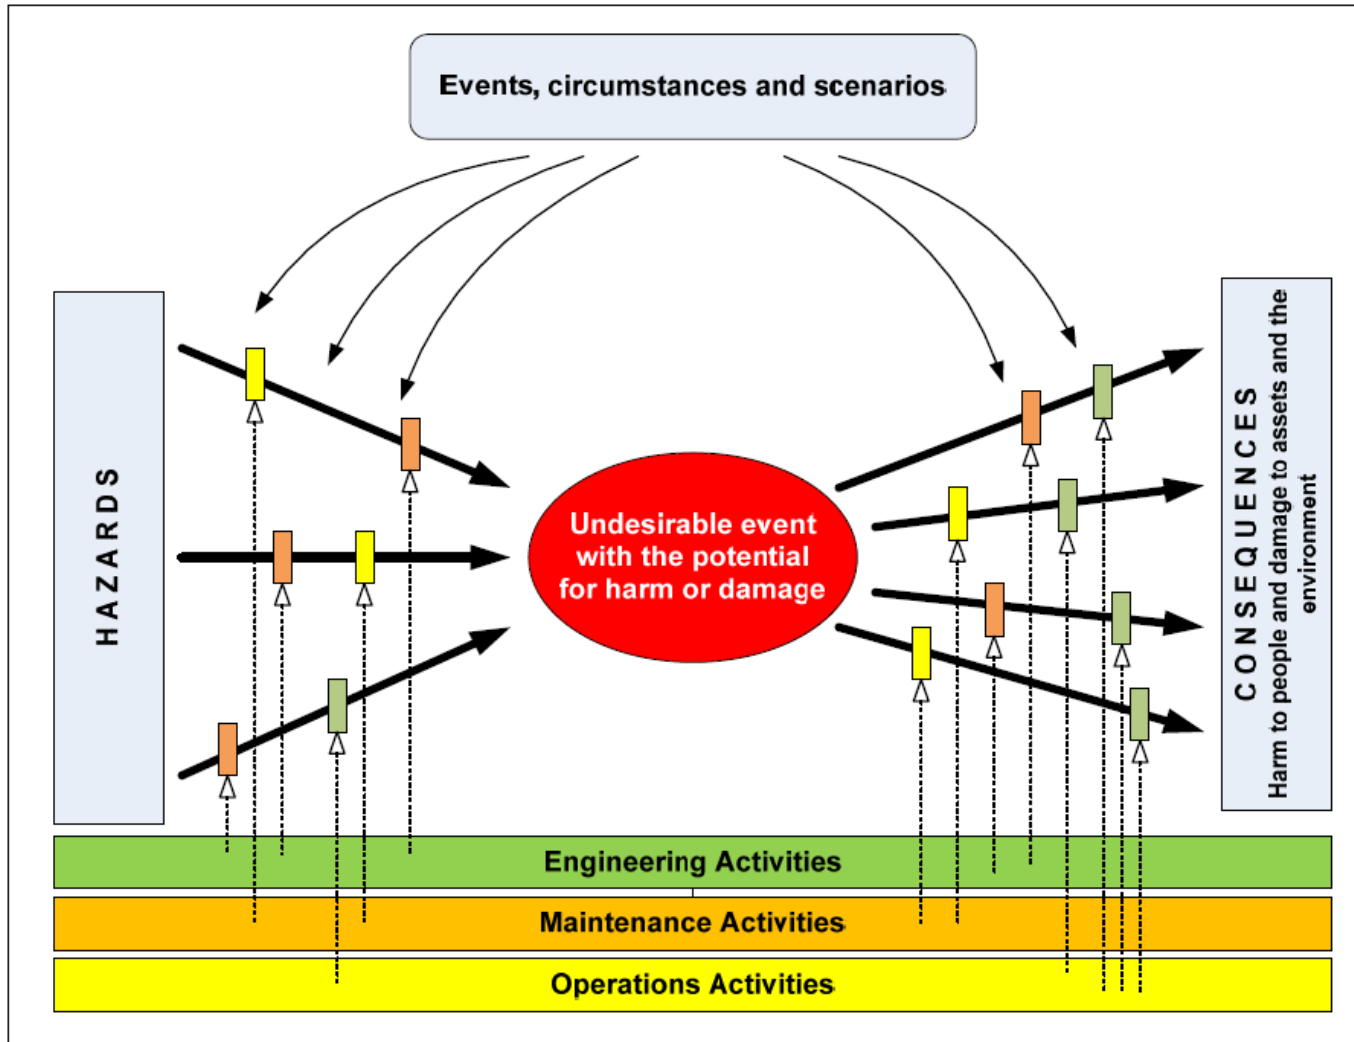 Events, circumstances and scenarios
HAZARDS
Undesirable event
with the potential
for harm or damage
CONSEQUENCES
Harm to people and damage to assets and the
environment
Engineering Activities
Maintenance Activities
Operations Activities